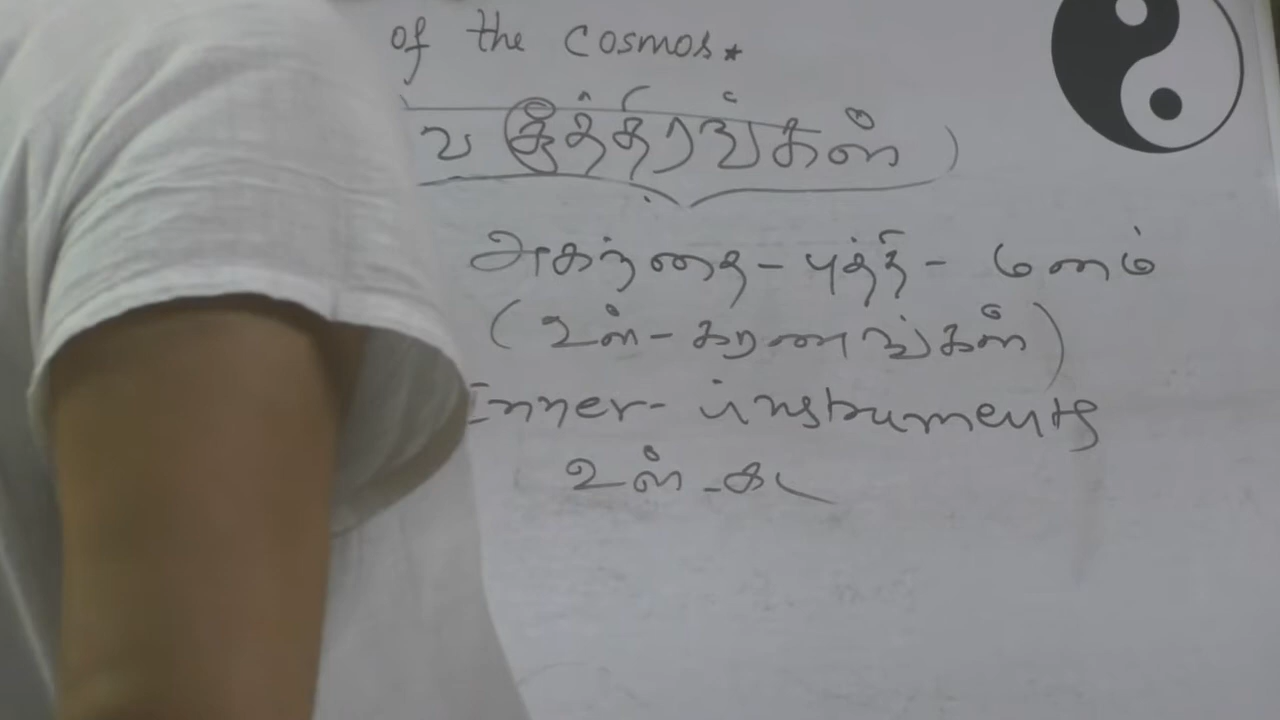 of the cosmos*
அகந்தை - புத்தி - மனம்
(உள் - கரணங்கள்)
Inner - instruments
உள் - க